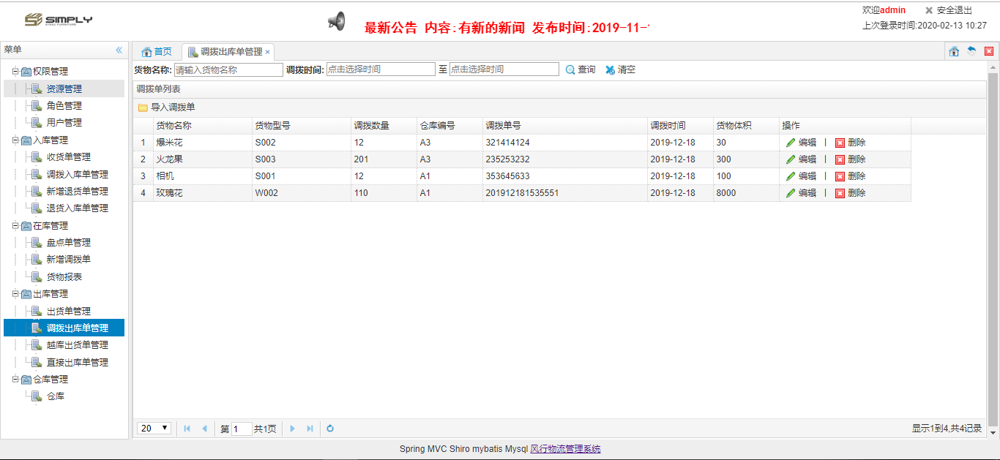 SIMPLY
最新公告 内容:有新的新闻 发布时间:2019-11-
欢迎admin 安全退出
上次登录时间:2020-02-13 10:27
菜单
权限管理
资源管理
角色管理
用户管理
入库管理
收货单管理
调拨入库单管理
新增退货单管理
退货入库单管理
在库管理
盘点单管理
新增调拨单
货物报表
出库管理
出货单管理
调拨出库单管理
越库出货单管理
直接出库单管理
仓库管理
仓库
首页 调拨出库单管理
货物名称: 请输入货物名称 调拨时间: 点击选择时间 至 点击选择时间 查询 清空
调拨单列表
导入调拨单
货物名称 货物型号 调拨数量 仓库编号 调拨单号 调拨时间 货物体积 操作
1 爆米花 S002 12 A3 321414124 2019-12-18 30 编辑 | 删除
2 火龙果 S003 201 A3 235253232 2019-12-18 300 编辑 | 删除
3 相机 S001 12 A1 353645633 2019-12-18 100 编辑 | 删除
4 玫瑰花 W002 110 A1 201912181535551 2019-12-18 8000 编辑 | 删除
20 第 1 共1页 显示1到4,共4记录
Spring MVC Shiro mybatis Mysql 风行物流管理系统